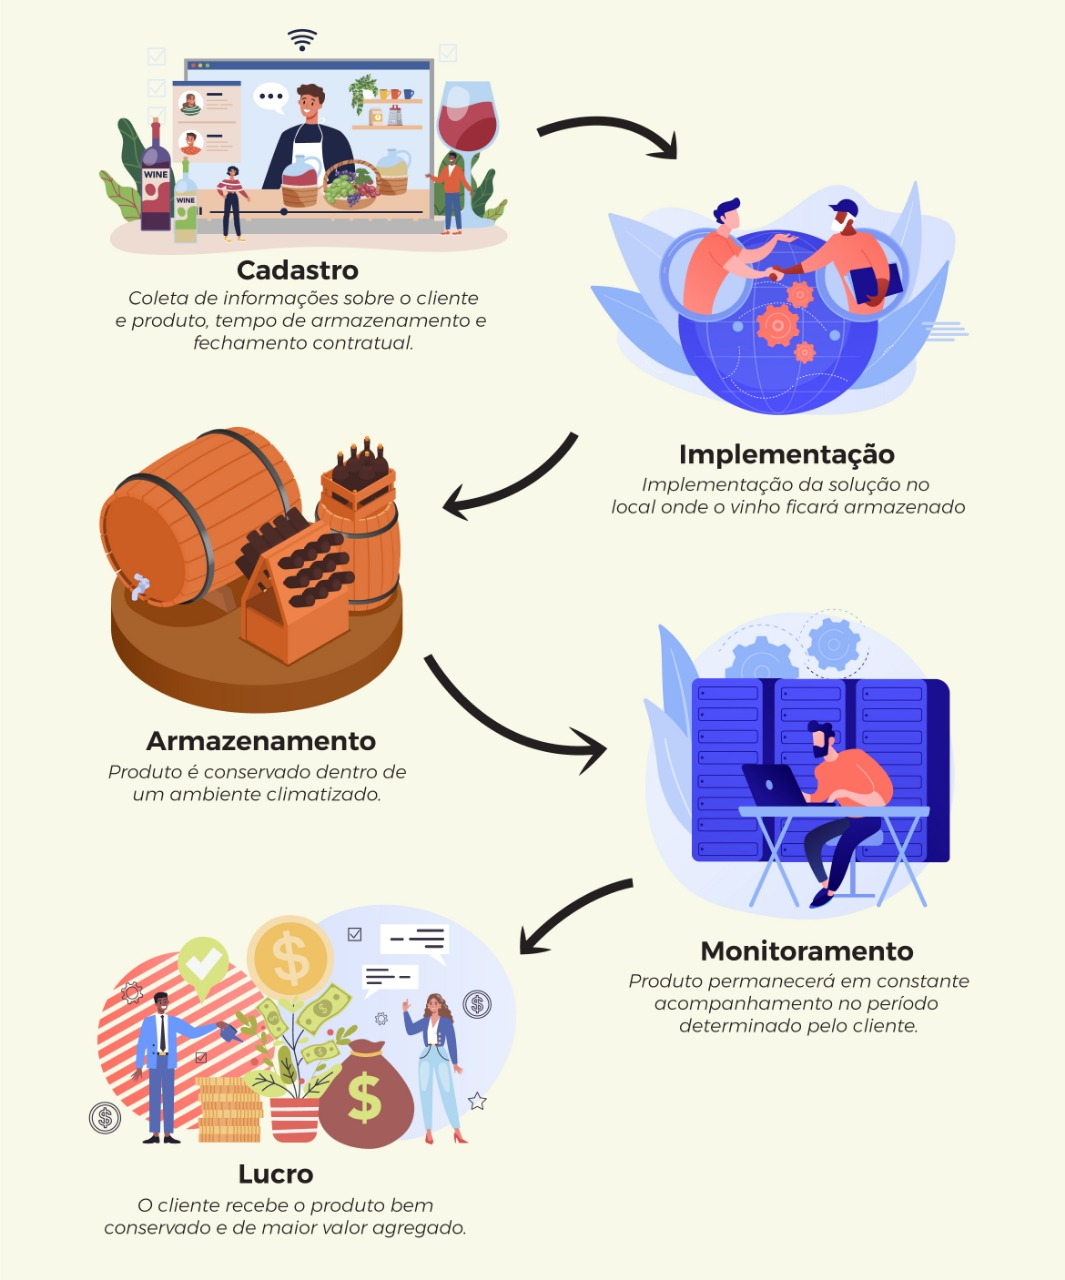 WINE
WINE
Cadastro
Coleta de informações sobre o cliente
e produto, tempo de armazenamento e
fechamento contratual.
Implementação
Implementação da solução no
local onde o vinho ficará armazenado
Armazenamento
Produto é conservado dentro de
um ambiente climatizado.
Monitoramento
Produto permanecerá em constante
acompanhamento no período
determinado pelo cliente.
$
$
$
$
Lucro
O cliente recebe o produto bem
conservado e de maior valor agregado.